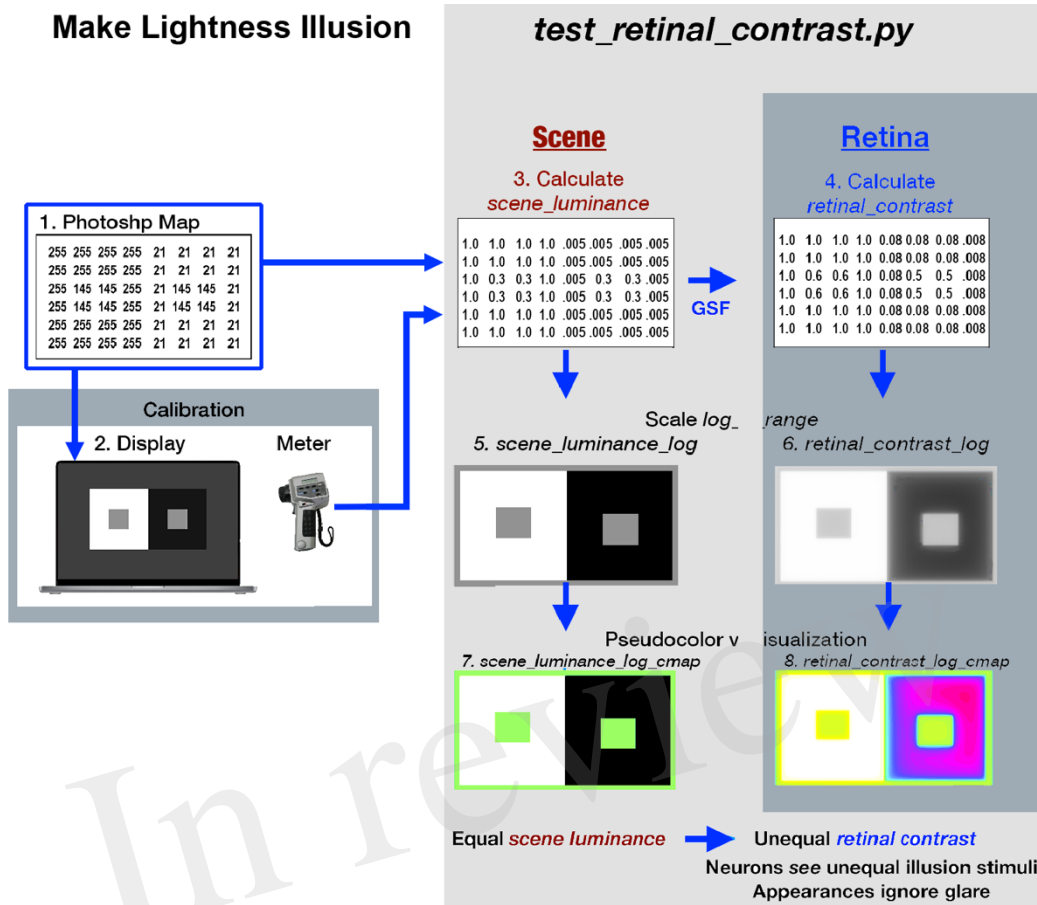 Make Lightness Illusion
test_retinal_contrast.py
Scene
Retina
3. Calculate
scene_luminance
4. Calculate
retinal_contrast
1. Photoshp Map
255 255 255 255 21 21 21 21
255 255 255 255 21 21 21 21
255 145 145 255 21 145 145 21
255 145 145 255 21 145 145 21
255 255 255 255 21 21 21 21
255 255 255 255 21 21 21 21
1.0 1.0 1.0 1.0 .005 .005 .005 .005
1.0 1.0 1.0 1.0 .005 .005 .005 .005
1.0 0.3 0.3 1.0 .005 0.3 0.3 .005
1.0 0.3 0.3 1.0 .005 0.3 0.3 .005
1.0 1.0 1.0 1.0 .005 .005 .005 .005
1.0 1.0 1.0 1.0 .005 .005 .005 .005
GSF
1.0 1.0 1.0 1.0 0.08 0.08 0.08 .008
1.0 1.0 1.0 1.0 0.08 0.08 0.08 .008
1.0 0.6 0.6 1.0 0.08 0.5 0.5 .008
1.0 0.6 0.6 1.0 0.08 0.5 0.5 .008
1.0 1.0 1.0 1.0 0.08 0.08 0.08 .008
1.0 1.0 1.0 1.0 0.08 0.08 0.08 .008
Calibration
2. Display
Meter
Scale log_ range
5. scene_luminance_log
6. retinal_contrast_log
Pseudocolor v isualization
7. scene_luminance_log_cmap
8. retinal_contrast_log_cmap
Equal scene luminance
Unequal retinal contrast
Neurons see unequal illusion stimuli
Appearances ignore glare
In review